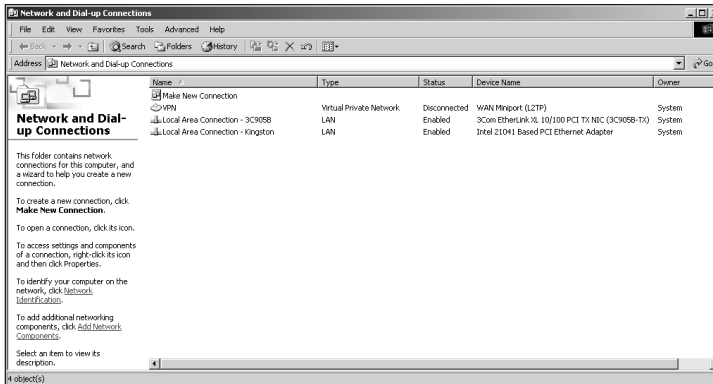 Network and Dial-up Connections
File Edit View Favorites Tools Advanced Help
Back Search Folders History
Address Network and Dial-up Connections Go
Name Type Status Device Name Owner
Make New Connection
VPN Virtual Private Network Disconnected WAN Miniport (L2TP) System
Local Area Connection - 3C905B LAN Enabled 3Com EtherLink XL 10/100 PCI TX NIC (3C905B-TX) System
Local Area Connection - Kingston LAN Enabled Intel 21041 Based PCI Ethernet Adapter System
Network and Dial-
up Connections
This folder contains network
connections for this computer, and
a wizard to help you create a new
connection.
To create a new connection, click
Make New Connection.
To open a connection, click its icon.
To access settings and components
of a connection, right-click its icon
and then click Properties.
To identify your computer on the
network, click Network
Identification.
To add additional networking
components, click Add Network
Components.
Select an item to view its
description.
4 object(s)